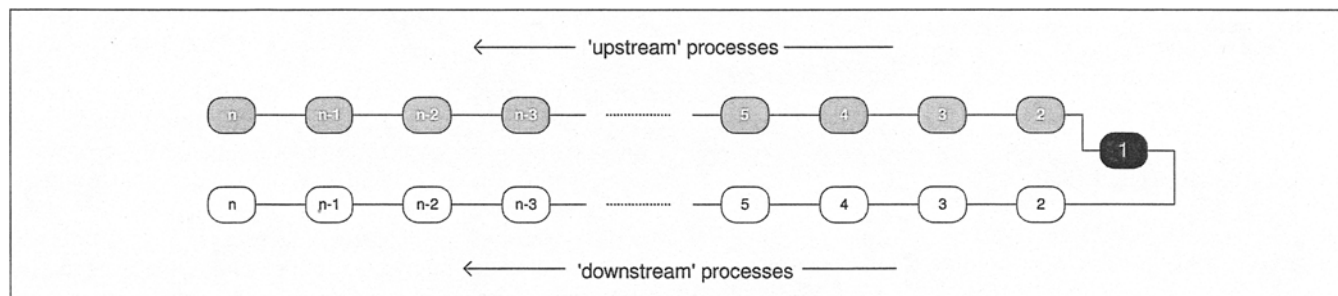 'upstream' processes
n n-1 n-2 n-3 5 4 3 2
1
n n-1 n-2 n-3 5 4 3 2
'downstream' processes